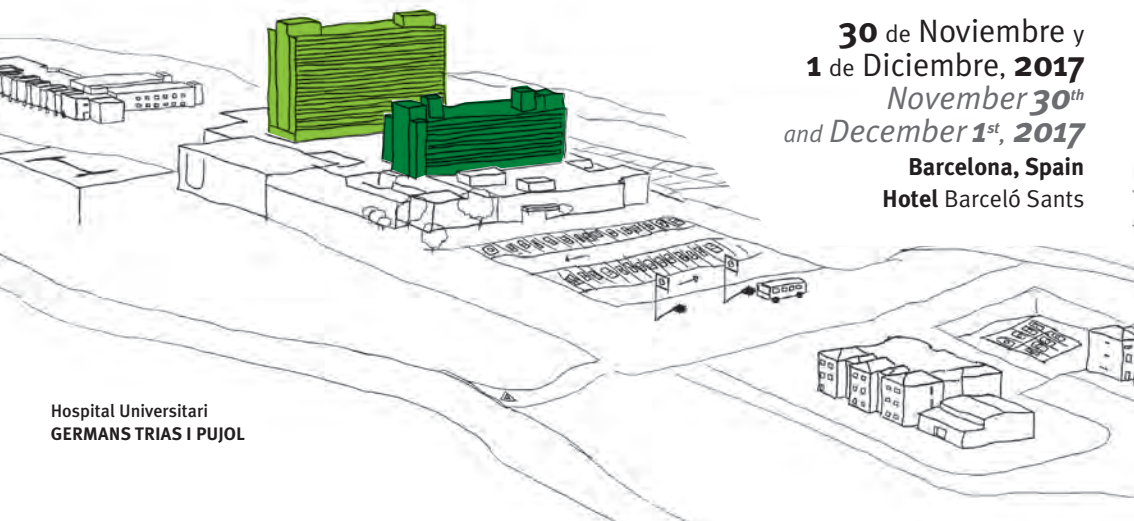 30 de Noviembre y
1 de Diciembre, 2017
November 30th
and December 1st, 2017
Barcelona, Spain
Hotel Barceló Sants
Hospital Universitari
GERMANS TRIAS I PUJOL